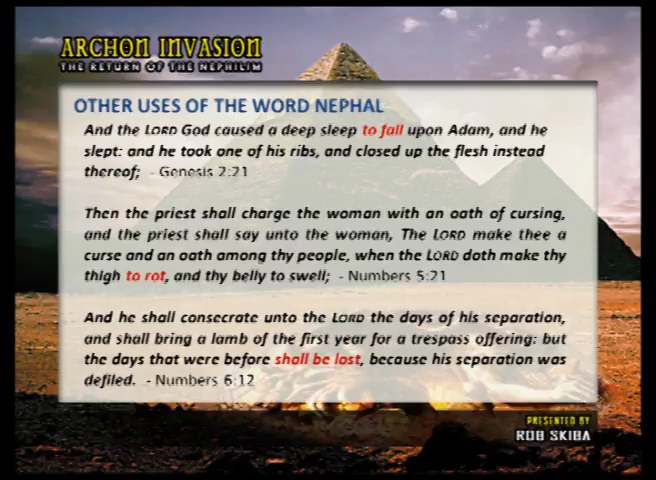 ARCHON INVASION
THE RETURN OF THE NEPHILIM
OTHER USES OF THE WORD NEPHAL
And the LORD God caused a deep sleep to fall upon Adam, and he
slept: and he took one of his ribs, and closed up the flesh instead
thereof; - Genesis 2:21
Then the priest shall charge the woman with an oath of cursing,
and the priest shall say unto the woman, The LORD make thee a
curse and an oath among thy people, when the LORD doth make thy
thigh to rot, and thy belly to swell; - Numbers 5:21
And he shall consecrate unto the LORD the days of his separation,
and shall bring a lamb of the first year for a trespass offering: but
the days that were before shall be lost, because his separation was
defiled. - Numbers 6:12
PRESENTED BY
ROB SKIBA